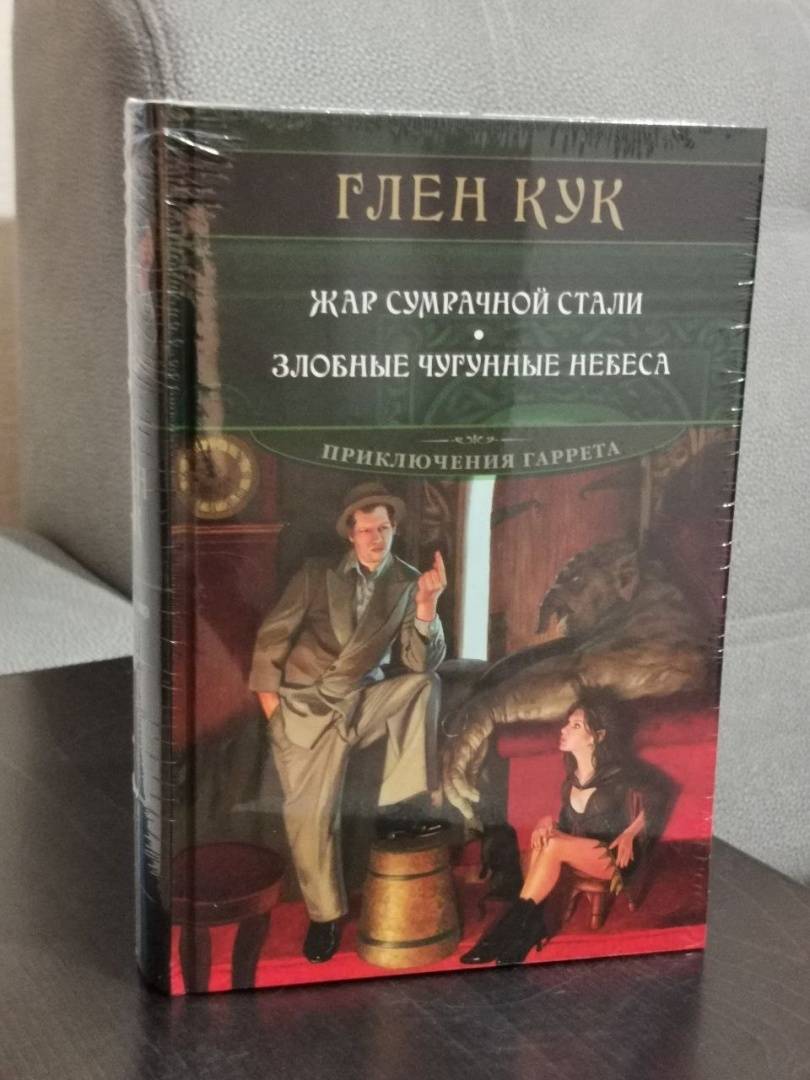 ГЛЕН КУК
ЖАР СУМРАЧНОЙ СТАЛИ
•
ЗЛОБНЫЕ ЧУГУННЫЕ НЕБЕСА
ПРИКЛЮЧЕНИЯ ГАРРЕТА